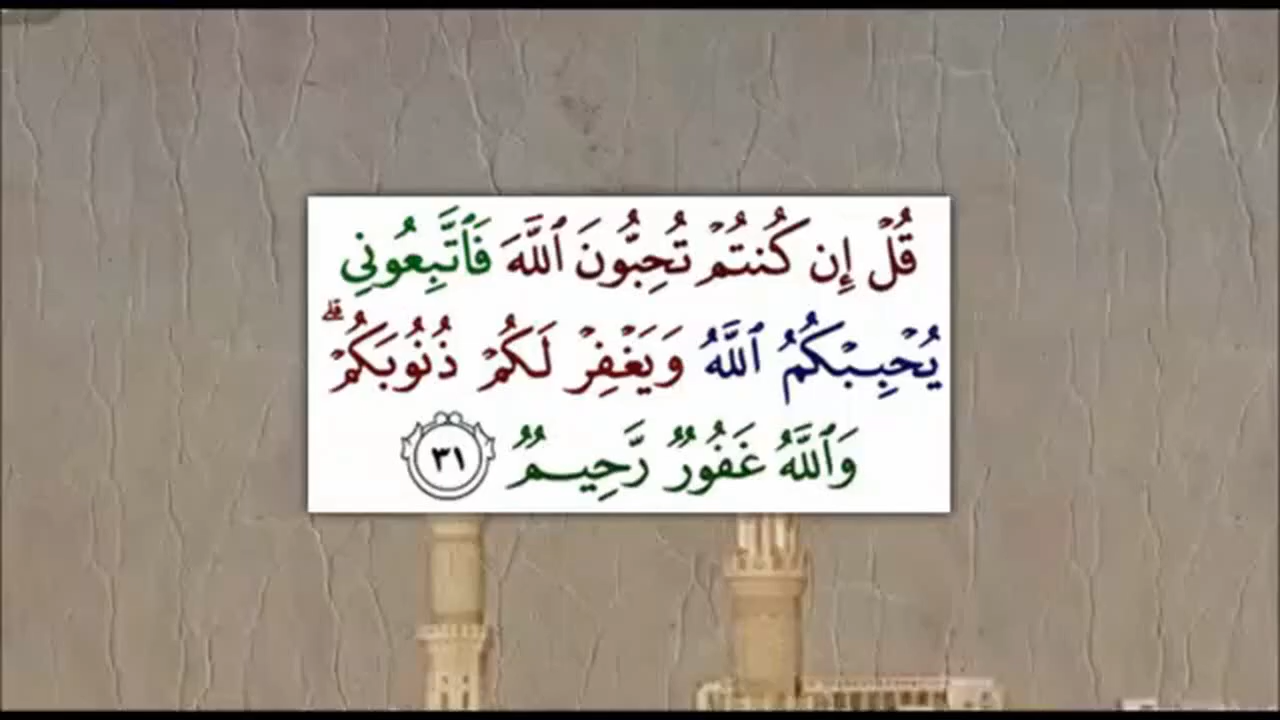 قُلْ إِن كُنتُمْ تُحِبُّونَ ٱللَّهَ فَٱتَّبِعُونِى
يُحْبِبْكُمُ ٱللَّهُ وَيَغْفِرْ لَكُمْ ذُنُوبَكُمْ ۗ
وَٱللَّهُ غَفُورٌ رَّحِيمٌ ٣١